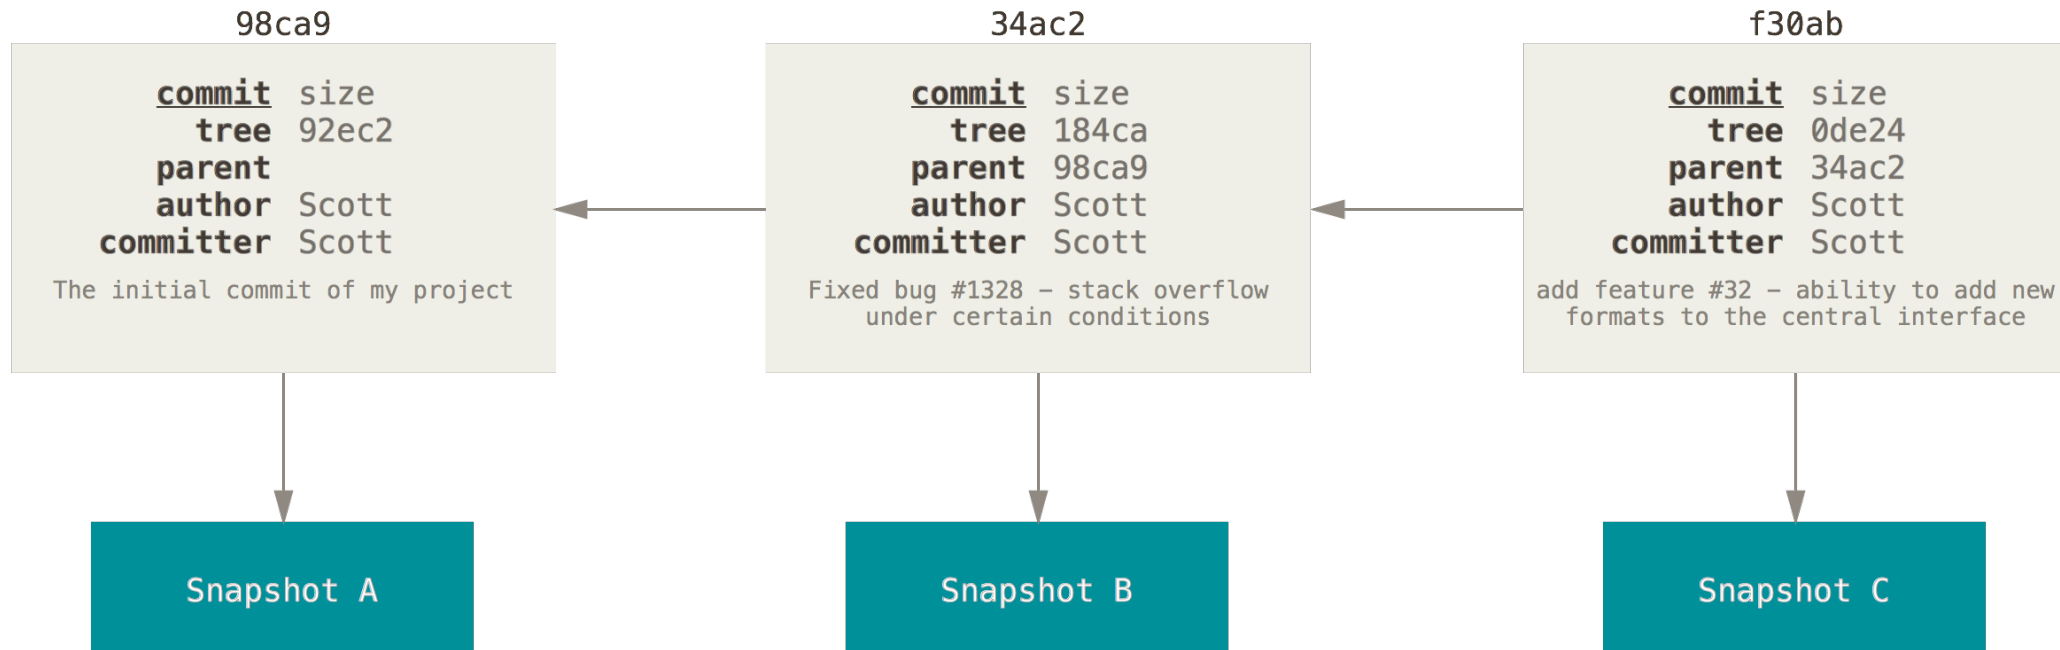 98ca9
commit size
tree 92ec2
parent
author Scott
committer Scott
The initial commit of my project
Snapshot A
34ac2
commit size
tree 184ca
parent 98ca9
author Scott
committer Scott
Fixed bug #1328 – stack overflow
under certain conditions
Snapshot B
f30ab
commit size
tree 0de24
parent 34ac2
author Scott
committer Scott
add feature #32 – ability to add new
formats to the central interface
Snapshot C